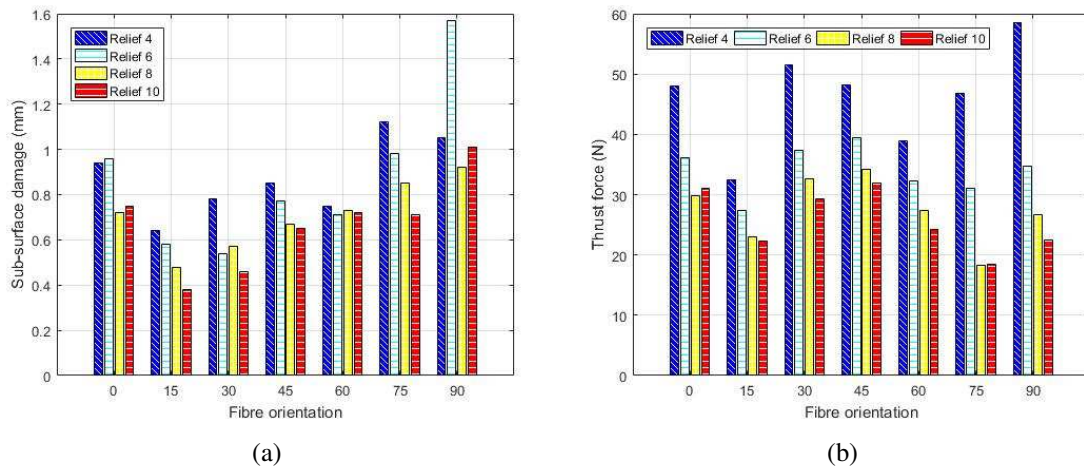 1.6
1.4
1.2
1
0.8
0.6
0.4
0.2
0
Sub-surface damage (mm)
Relief 4
Relief 6
Relief 8
Relief 10
0 15 30 45 60 75 90
Fibre orientation
(a)
60
50
40
30
20
10
0
Thrust force (N)
Relief 4 Relief 6 Relief 8 Relief 10
0 15 30 45 60 75 90
Fibre orientation
(b)